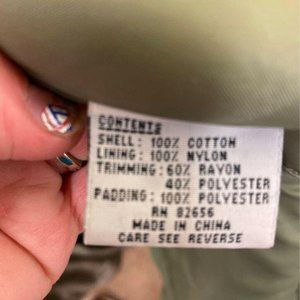 CONTENTS
SHELL: 100% COTTON
LINING: 100% NYLON
TRIMMING: 60% RAYON
40% POLYESTER
PADDING: 100% POLYESTER
RN 82656
MADE IN CHINA
CARE SEE REVERSE